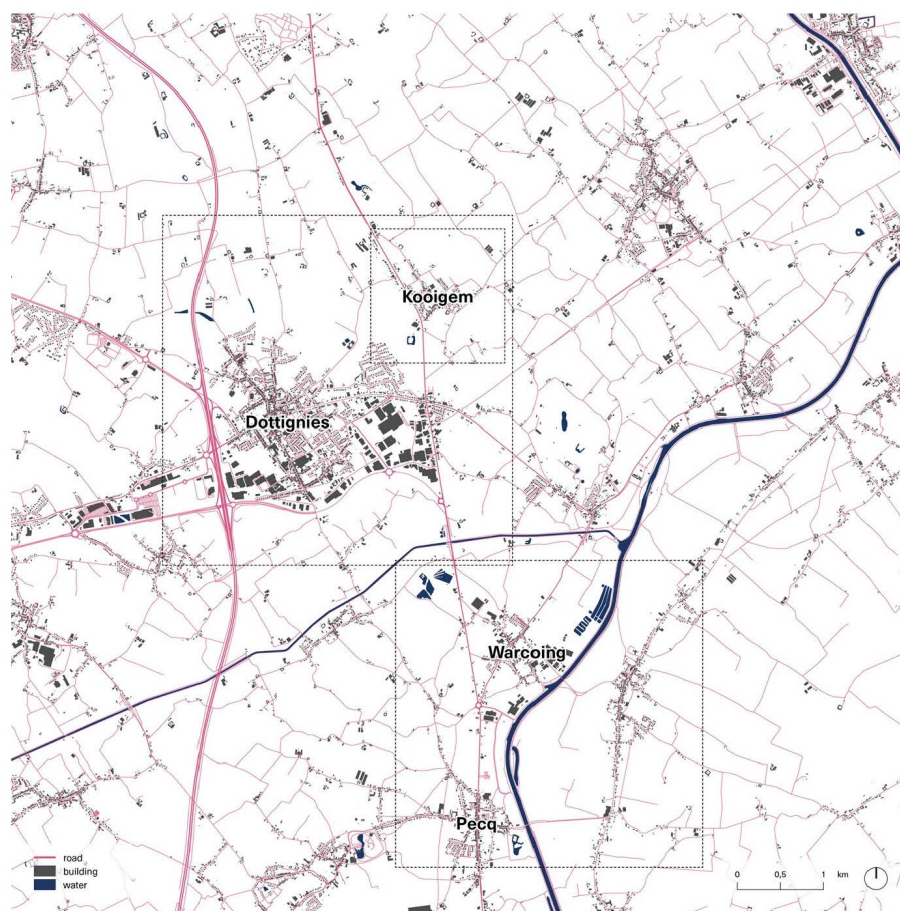 Kooigem
Dottignies
Warcoing
Pecq
road
building
water
0 0,5 1 km